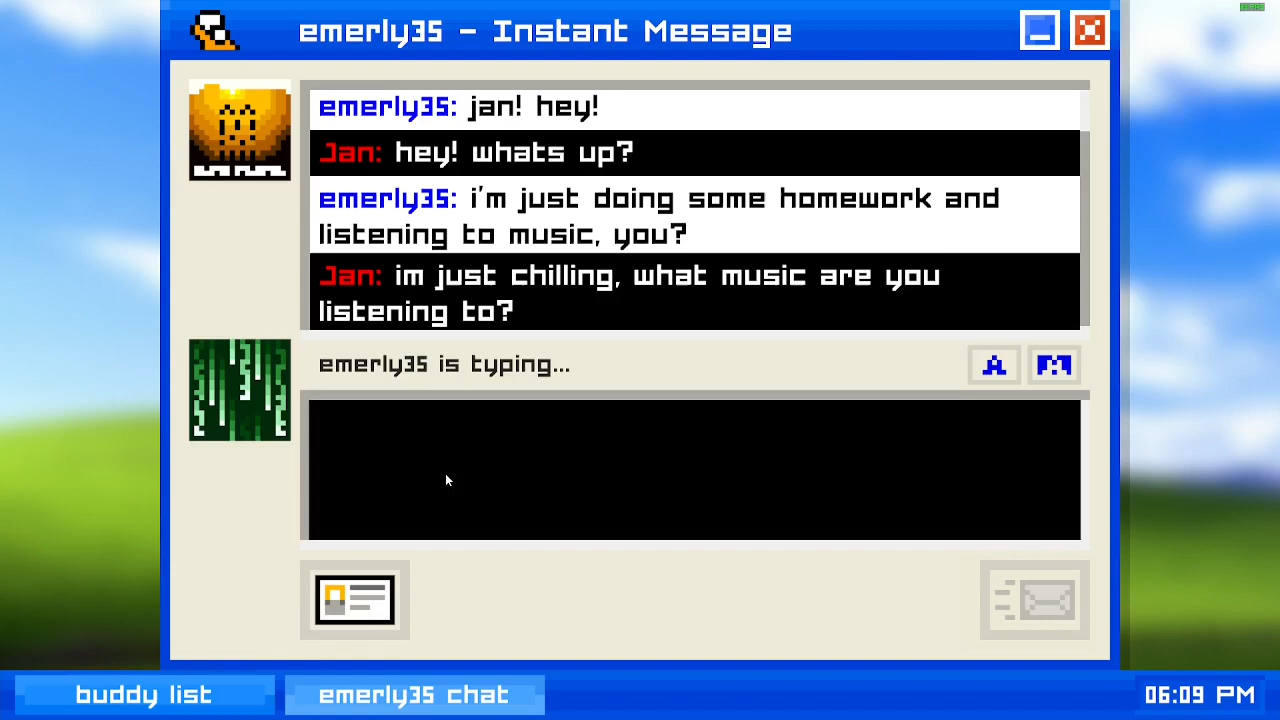 emerly35 - Instant Message
emerly35: jan! hey!
Jan: hey! whats up?
emerly35: i'm just doing some homework and
listening to music, you?
Jan: im just chilling, what music are you
listening to?
emerly35 is typing...
A
buddy list
emerly35 chat
06:09 PM